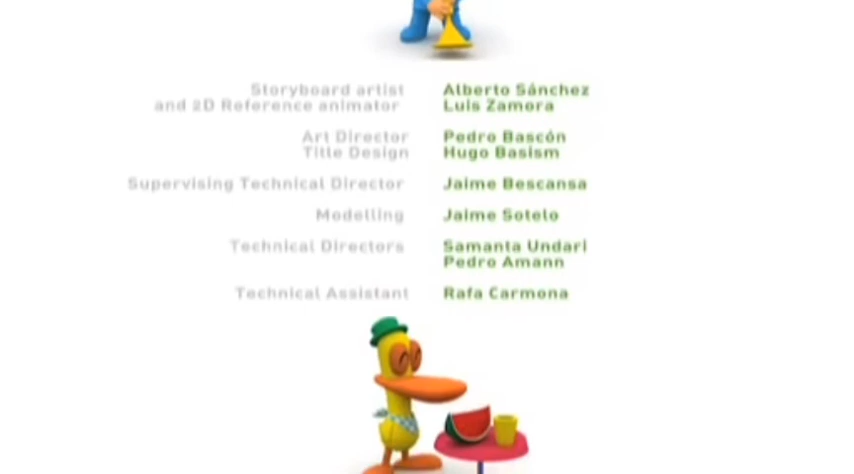 Storyboard artist Alberto Sánchez
and 2D Reference animator Luis Zamora
Art Director Pedro Bascón
Title Design Hugo Basism
Supervising Technical Director Jaime Bescansa
Modelling Jaime Sotelo
Technical Directors Samanta Undari
Pedro Amann
Technical Assistant Rafa Carmona